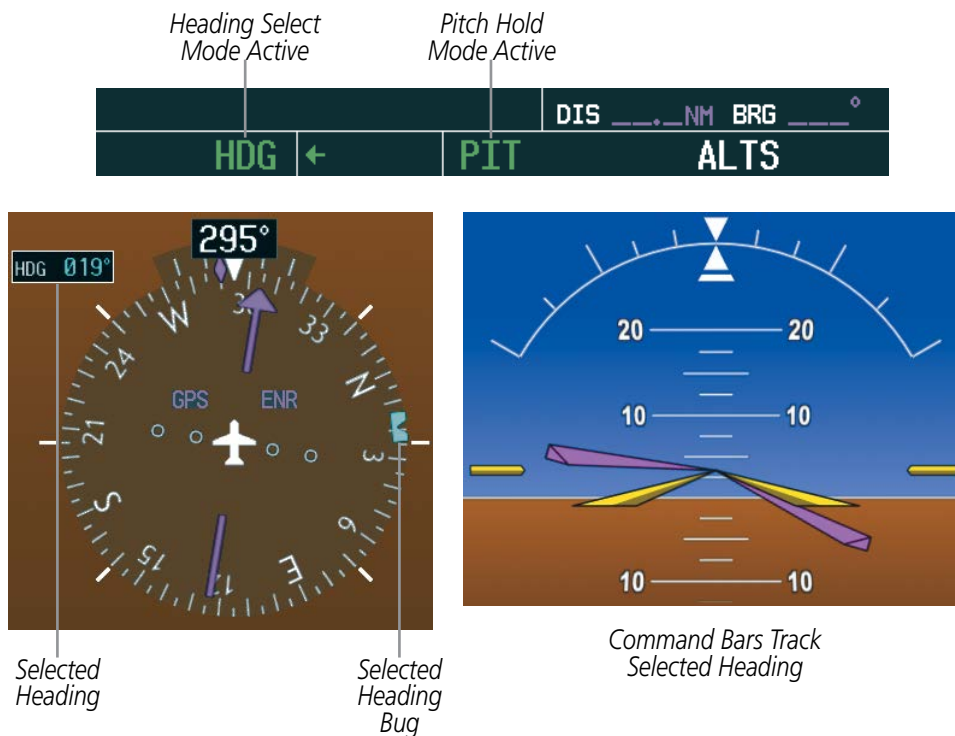 Heading Select
Mode Active
Pitch Hold
Mode Active
DIS __._NM BRG ___°
HDG ← PIT ALTS
295°
HDG 019°
30
33
N
3
6
E
12
15
S
21
24
W
GPS ENR
20 20
10 10
10 10
Selected
Heading
Selected
Heading
Bug
Command Bars Track
Selected Heading